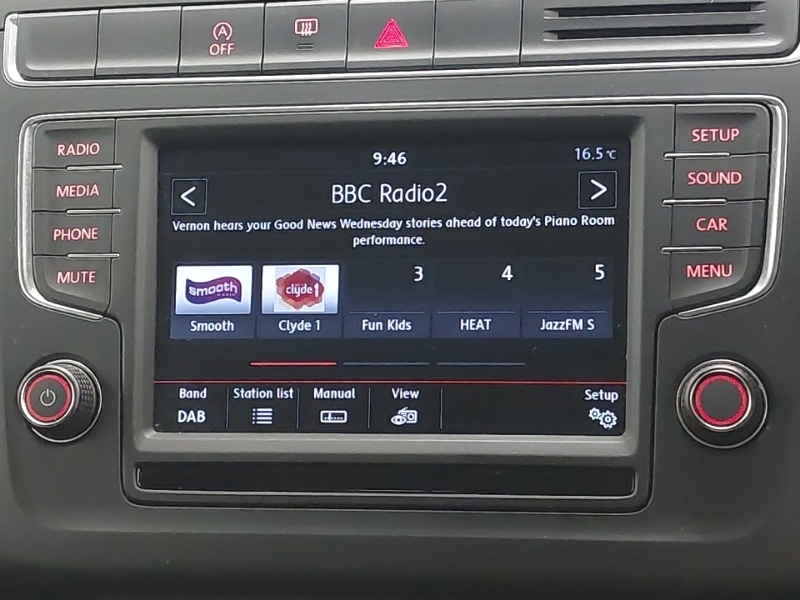 A
OFF
RADIO
MEDIA
PHONE
MUTE
9:46
16.5°C
<
BBC Radio2
>
Vernon hears your Good News Wednesday stories ahead of today's Piano Room
performance.
smooth
RADIO
clyde 1
3
4
5
Smooth
Clyde 1
Fun Kids
HEAT
JazzFM S
Band
Station list
Manual
View
Setup
DAB
SETUP
SOUND
CAR
MENU